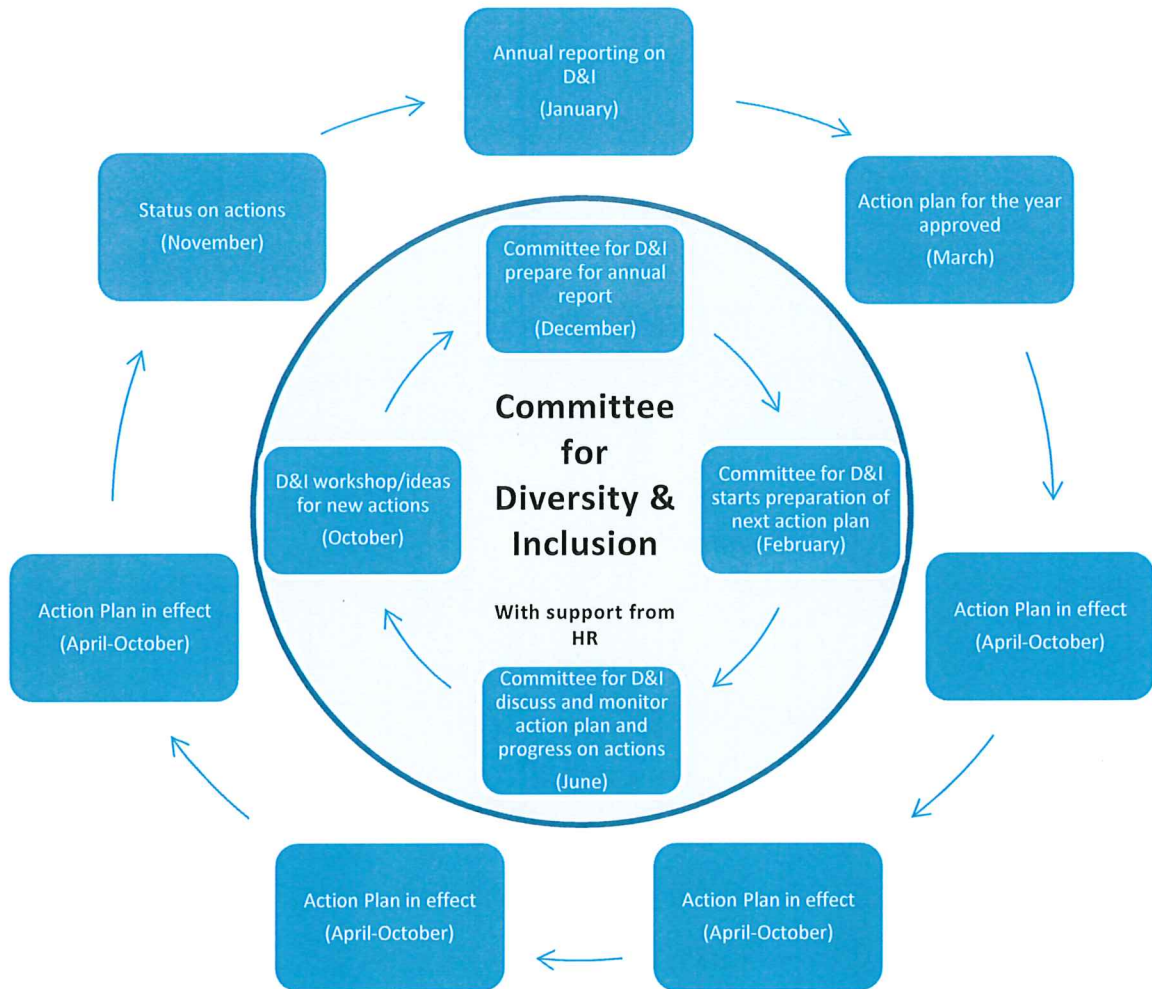 Annual reporting on
D&I
(January)
Action plan for the year
approved
(March)
Action Plan in effect
(April-October)
Action Plan in effect
(April-October)
Action Plan in effect
(April-October)
Action Plan in effect
(April-October)
Status on actions
(November)
Committee for D&I
prepare for annual
report
(December)
Committee for D&I
starts preparation of
next action plan
(February)
Committee for D&I
discuss and monitor
action plan and
progress on actions
(June)
D&I workshop/ideas
for new actions
(October)
Committee
for
Diversity &
Inclusion
With support from
HR